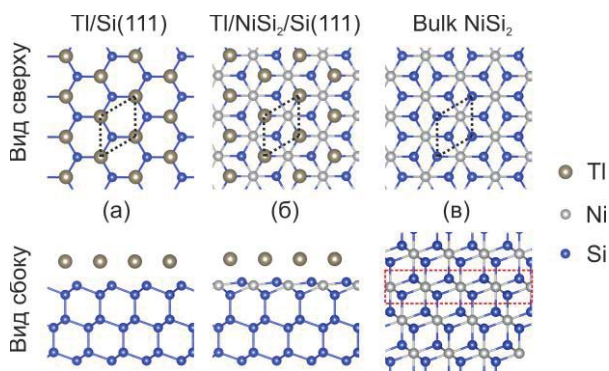 Tl/Si(111)
Tl/NiSi₂/Si(111)
Bulk NiSi₂
Вид сверху
(а)
(б)
(в)
Tl
Ni
Si
Вид сбоку